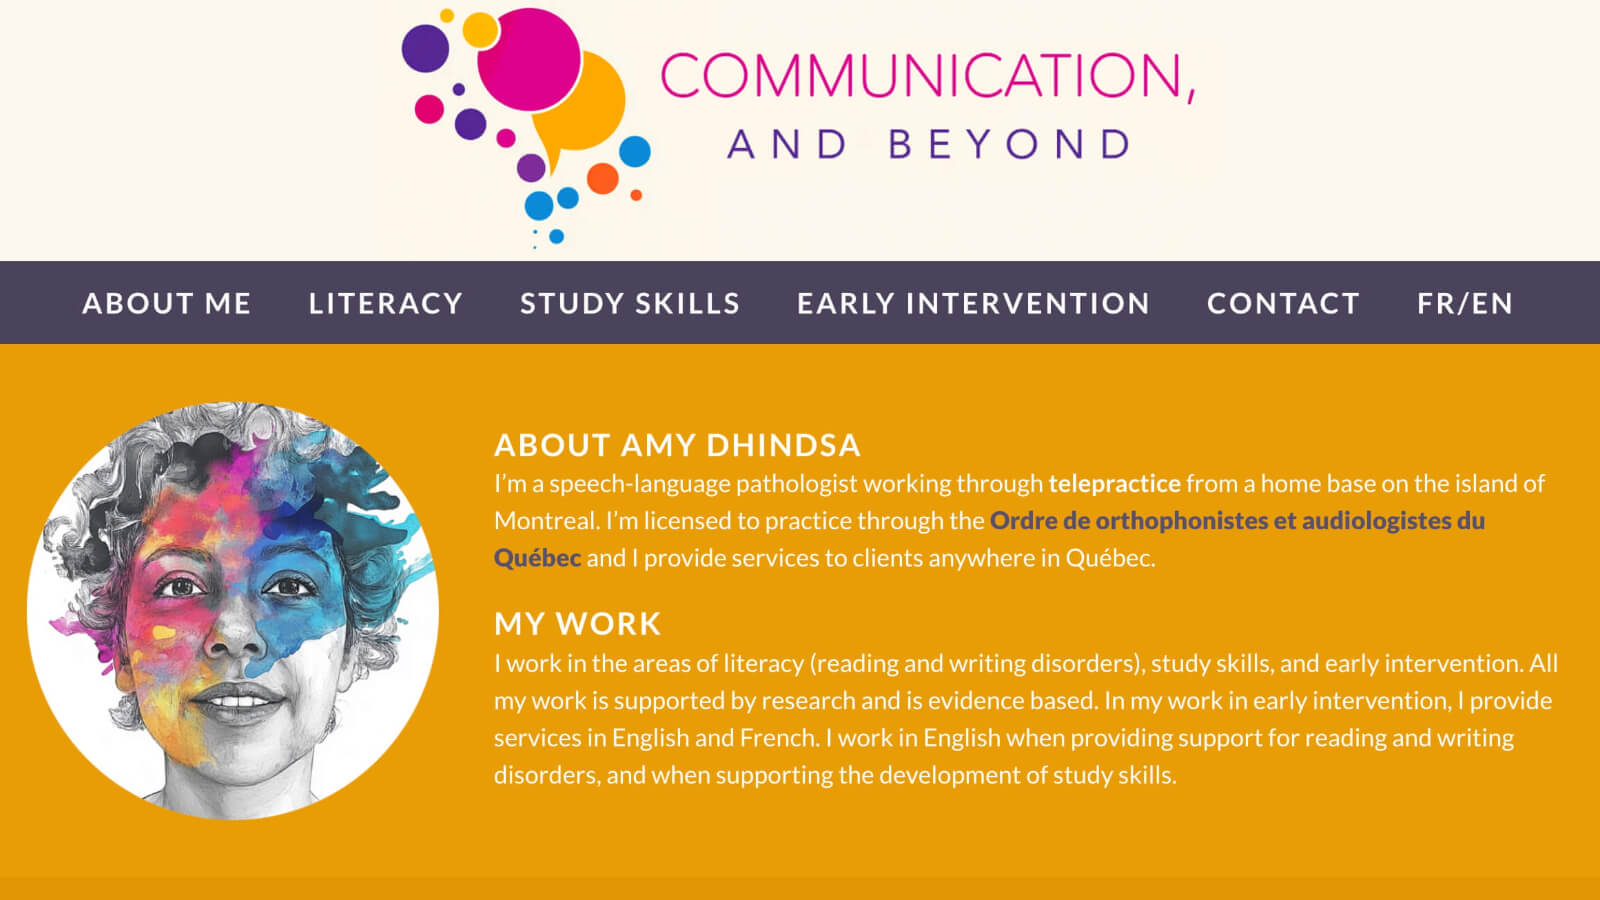 COMMUNICATION,
AND BEYOND
ABOUT ME LITERACY STUDY SKILLS EARLY INTERVENTION CONTACT FR/EN
ABOUT AMY DHINDSA
I’m a speech-language pathologist working through telepractice from a home base on the island of
Montreal. I’m licensed to practice through the Ordre de orthophonistes et audiologistes du
Québec and I provide services to clients anywhere in Québec.
MY WORK
I work in the areas of literacy (reading and writing disorders), study skills, and early intervention. All
my work is supported by research and is evidence based. In my work in early intervention, I provide
services in English and French. I work in English when providing support for reading and writing
disorders, and when supporting the development of study skills.